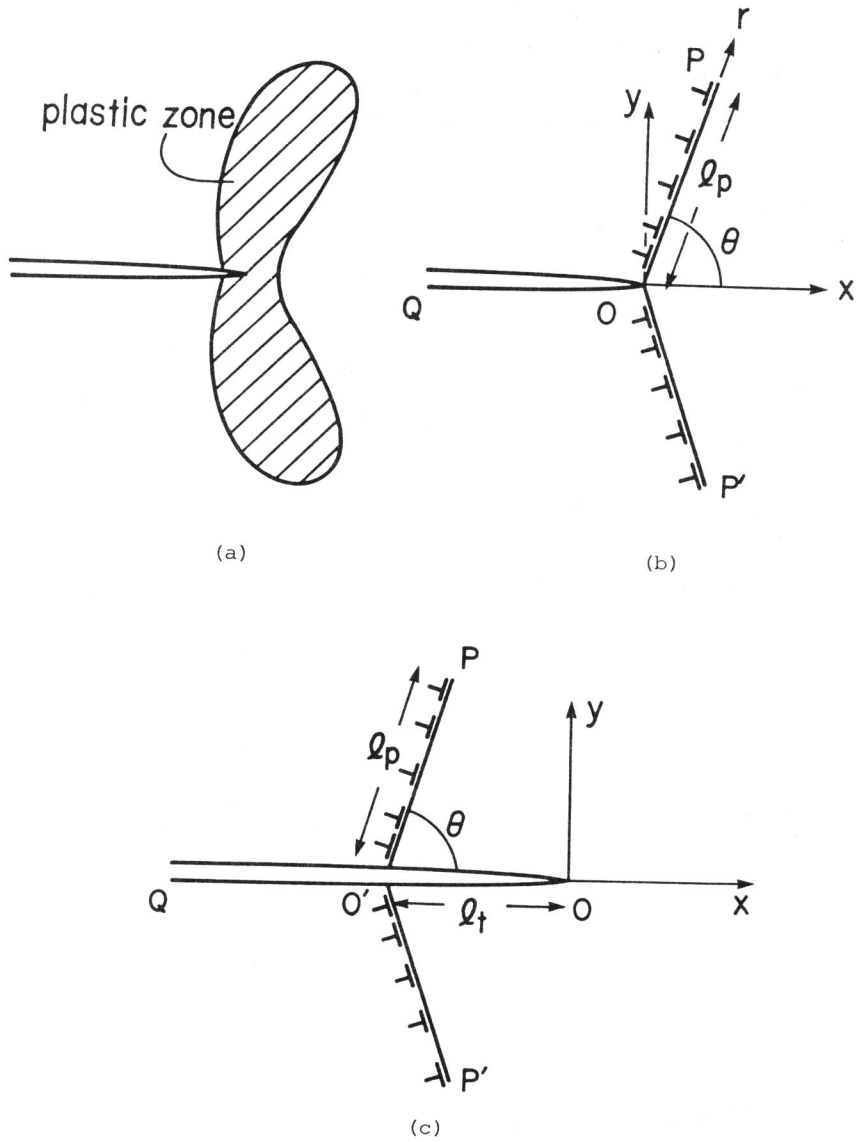 plastic zone
(a)
r
P
y
ℓp
θ
x
Q
O
P'
(b)
P
y
ℓp
θ
Q
O'
ℓt
O
x
P'
(c)